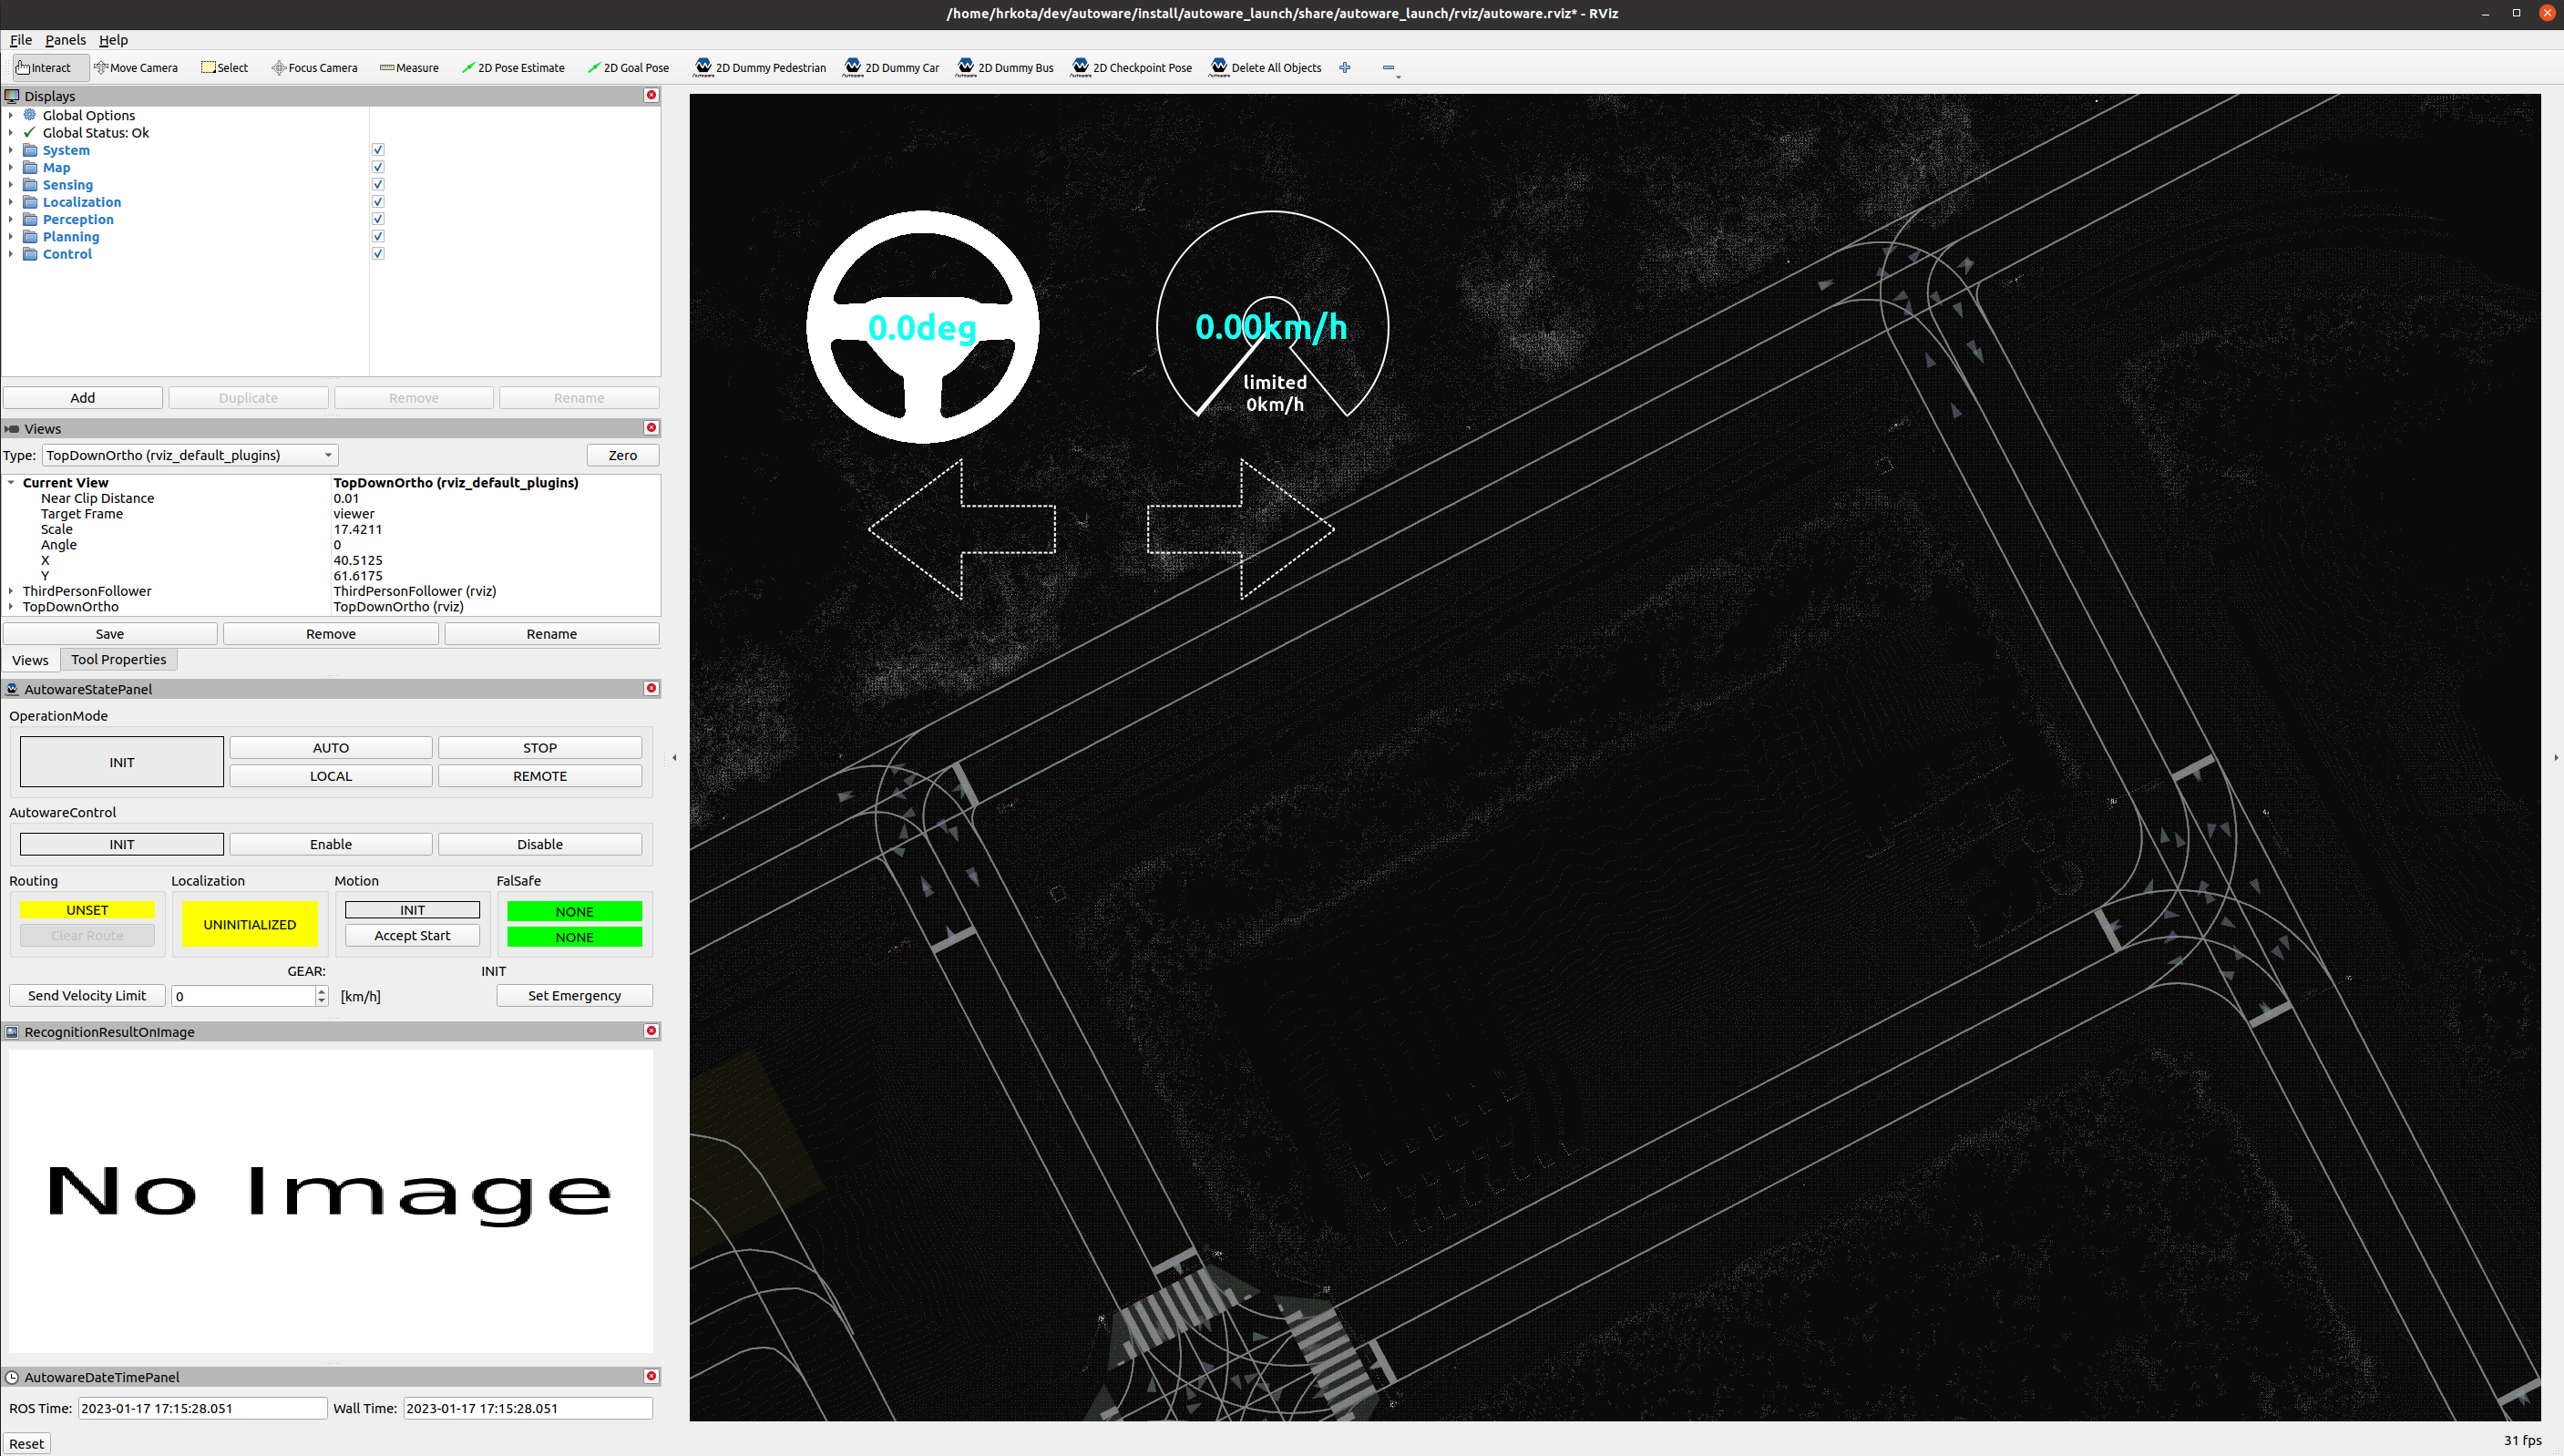 /home/hrkota/dev/autoware/install/autoware_launch/share/autoware_launch/rviz/autoware.rviz* - RViz
File Panels Help
Interact Move Camera Select Focus Camera Measure 2D Pose Estimate 2D Goal Pose 2D Dummy Pedestrian 2D Dummy Car 2D Dummy Bus 2D Checkpoint Pose Delete All Objects
Displays
Global Options
Global Status: Ok
System
Map
Sensing
Localization
Perception
Planning
Control
Add Duplicate Remove Rename
Views
Type: TopDownOrtho (rviz_default_plugins) Zero
Current View TopDownOrtho (rviz_default_plugins)
Near Clip Distance 0.01
Target Frame viewer
Scale 17.4211
Angle 0
X 40.5125
Y 61.6175
ThirdPersonFollower ThirdPersonFollower (rviz)
TopDownOrtho TopDownOrtho (rviz)
Save Remove Rename
Views Tool Properties
AutowareStatePanel
OperationMode
INIT AUTO STOP
LOCAL REMOTE
AutowareControl
INIT Enable Disable
Routing Localization Motion FalSafe
UNSET UNINITIALIZED INIT NONE
Clear Route Accept Start NONE
GEAR: INIT
Send Velocity Limit 0 [km/h] Set Emergency
RecognitionResultOnImage
No Image
AutowareDateTimePanel
ROS Time: 2023-01-17 17:15:28.051 Wall Time: 2023-01-17 17:15:28.051
Reset
0.0deg
0.00km/h
limited
0km/h
31 fps